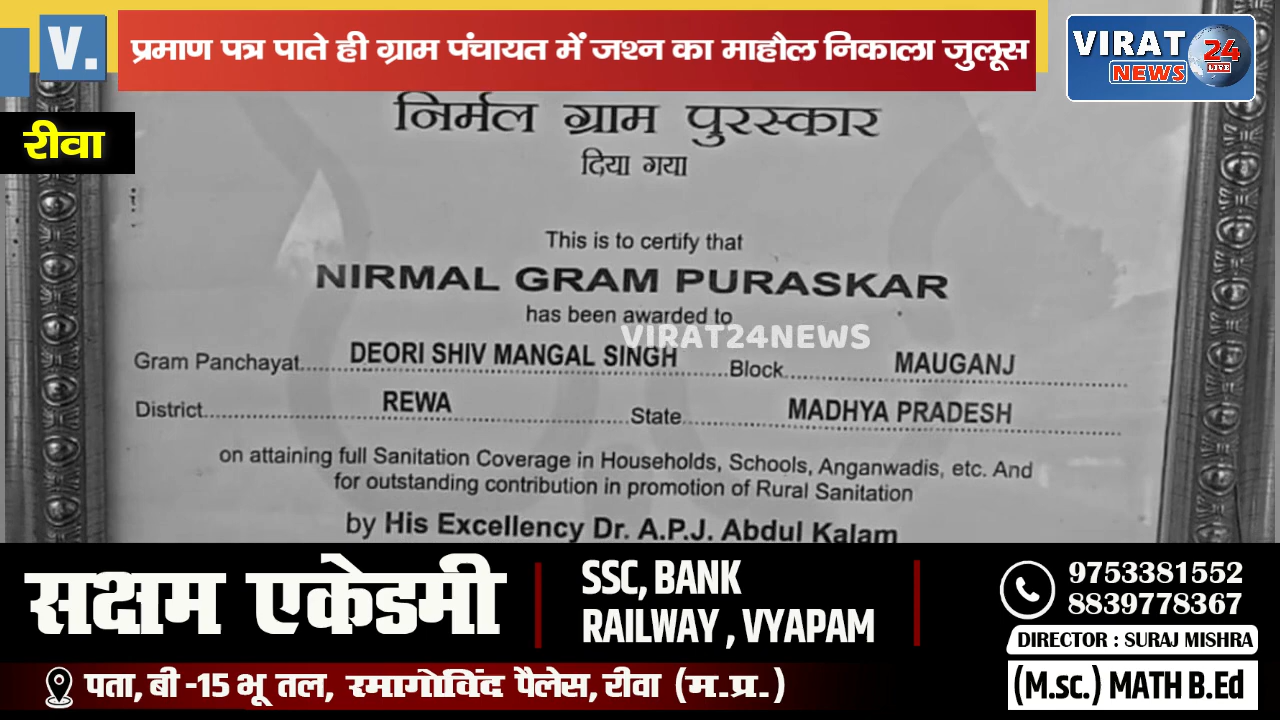 V.
प्रमाण पत्र पाते ही ग्राम पंचायत में जश्न का माहौल निकाला जुलूस
VIRAT
NEWS
24
LIVE
रीवा
निर्मल ग्राम पुरस्कार
दिया गया
This is to certify that
NIRMAL GRAM PURASKAR
has been awarded to
VIRAT24NEWS
Gram Panchayat......DEORI SHIV MANGAL SINGH......Block......MAUGANJ......
District......REWA......State......MADHYA PRADESH......
on attaining full Sanitation Coverage in Households, Schools, Anganwadis, etc. And
for outstanding contribution in promotion of Rural Sanitation
by His Excellency Dr. A.P.J. Abdul Kalam
सक्षम एकेडमी
SSC, BANK
RAILWAY , VYAPAM
9753381552
8839778367
DIRECTOR : SURAJ MISHRA
(M.sc.) MATH B.Ed
पता, बी -15 भू तल, रमागोविंद पैलेस, रीवा (म.प्र.)